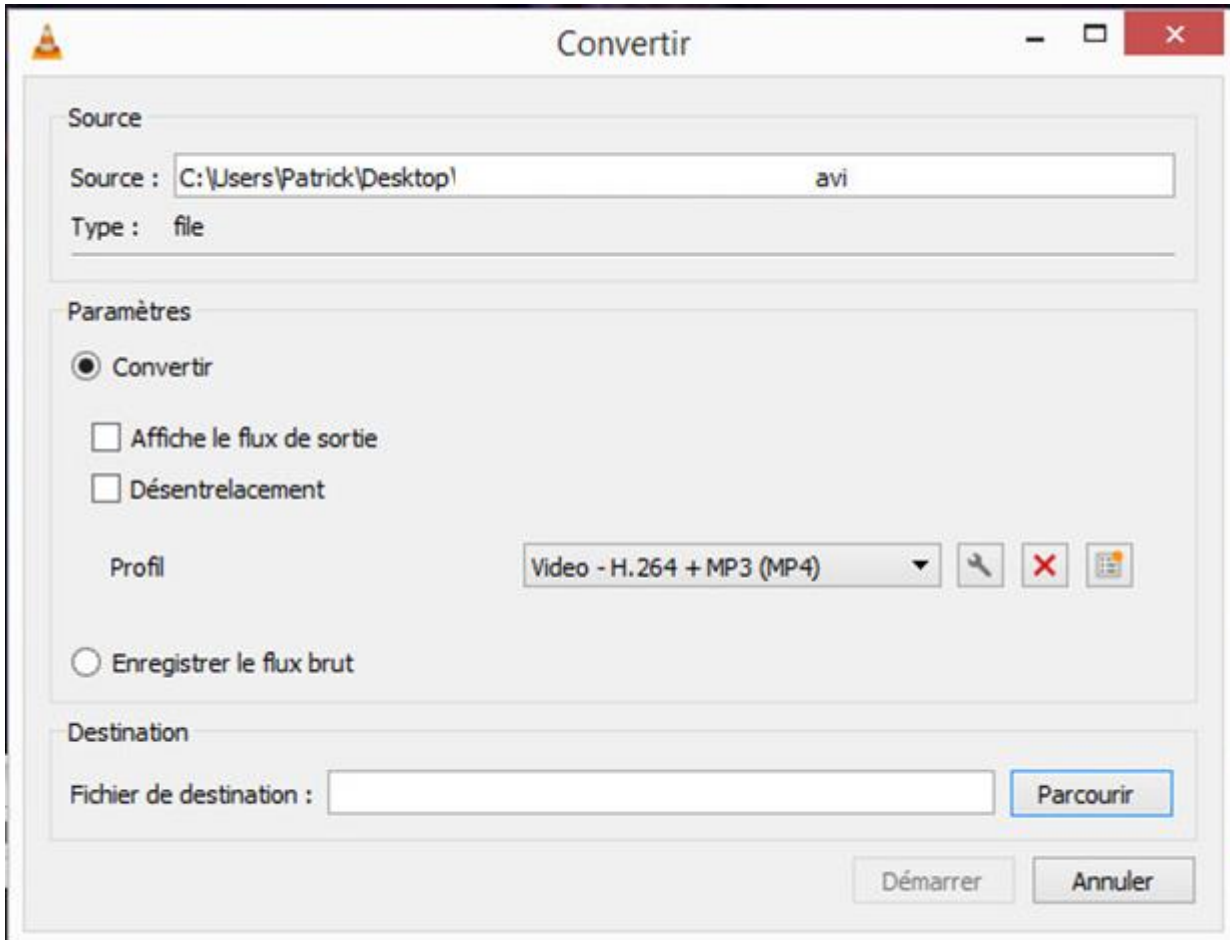 Convertir
Source
Source : C:\Users\Patrick\Desktop\ avi
Type : file
Paramètres
Convertir
Affiche le flux de sortie
Désentrelacement
Profil Video - H.264 + MP3 (MP4)
Enregistrer le flux brut
Destination
Fichier de destination : Parcourir
Démarrer Annuler